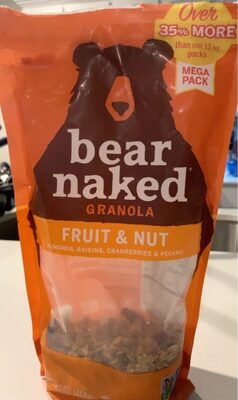 Over
35% MORE
than our 12 oz
packs
MEGA
PACK
bear
naked®
GRANOLA
FRUIT & NUT
ALMONDS, RAISINS, CRANBERRIES & PECANS